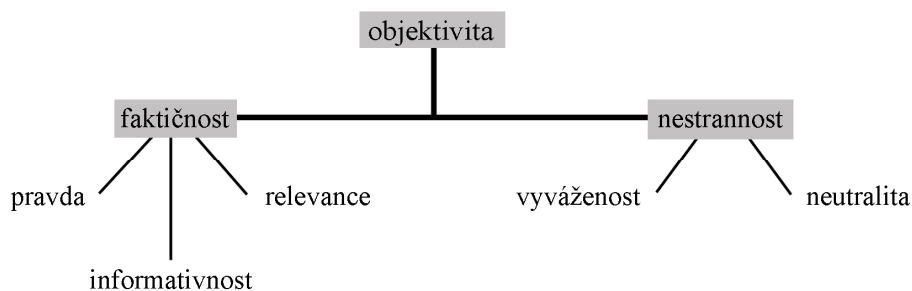 objektivita
faktičnost
nestrannost
pravda
relevance
vyváženost
neutralita
informativnost